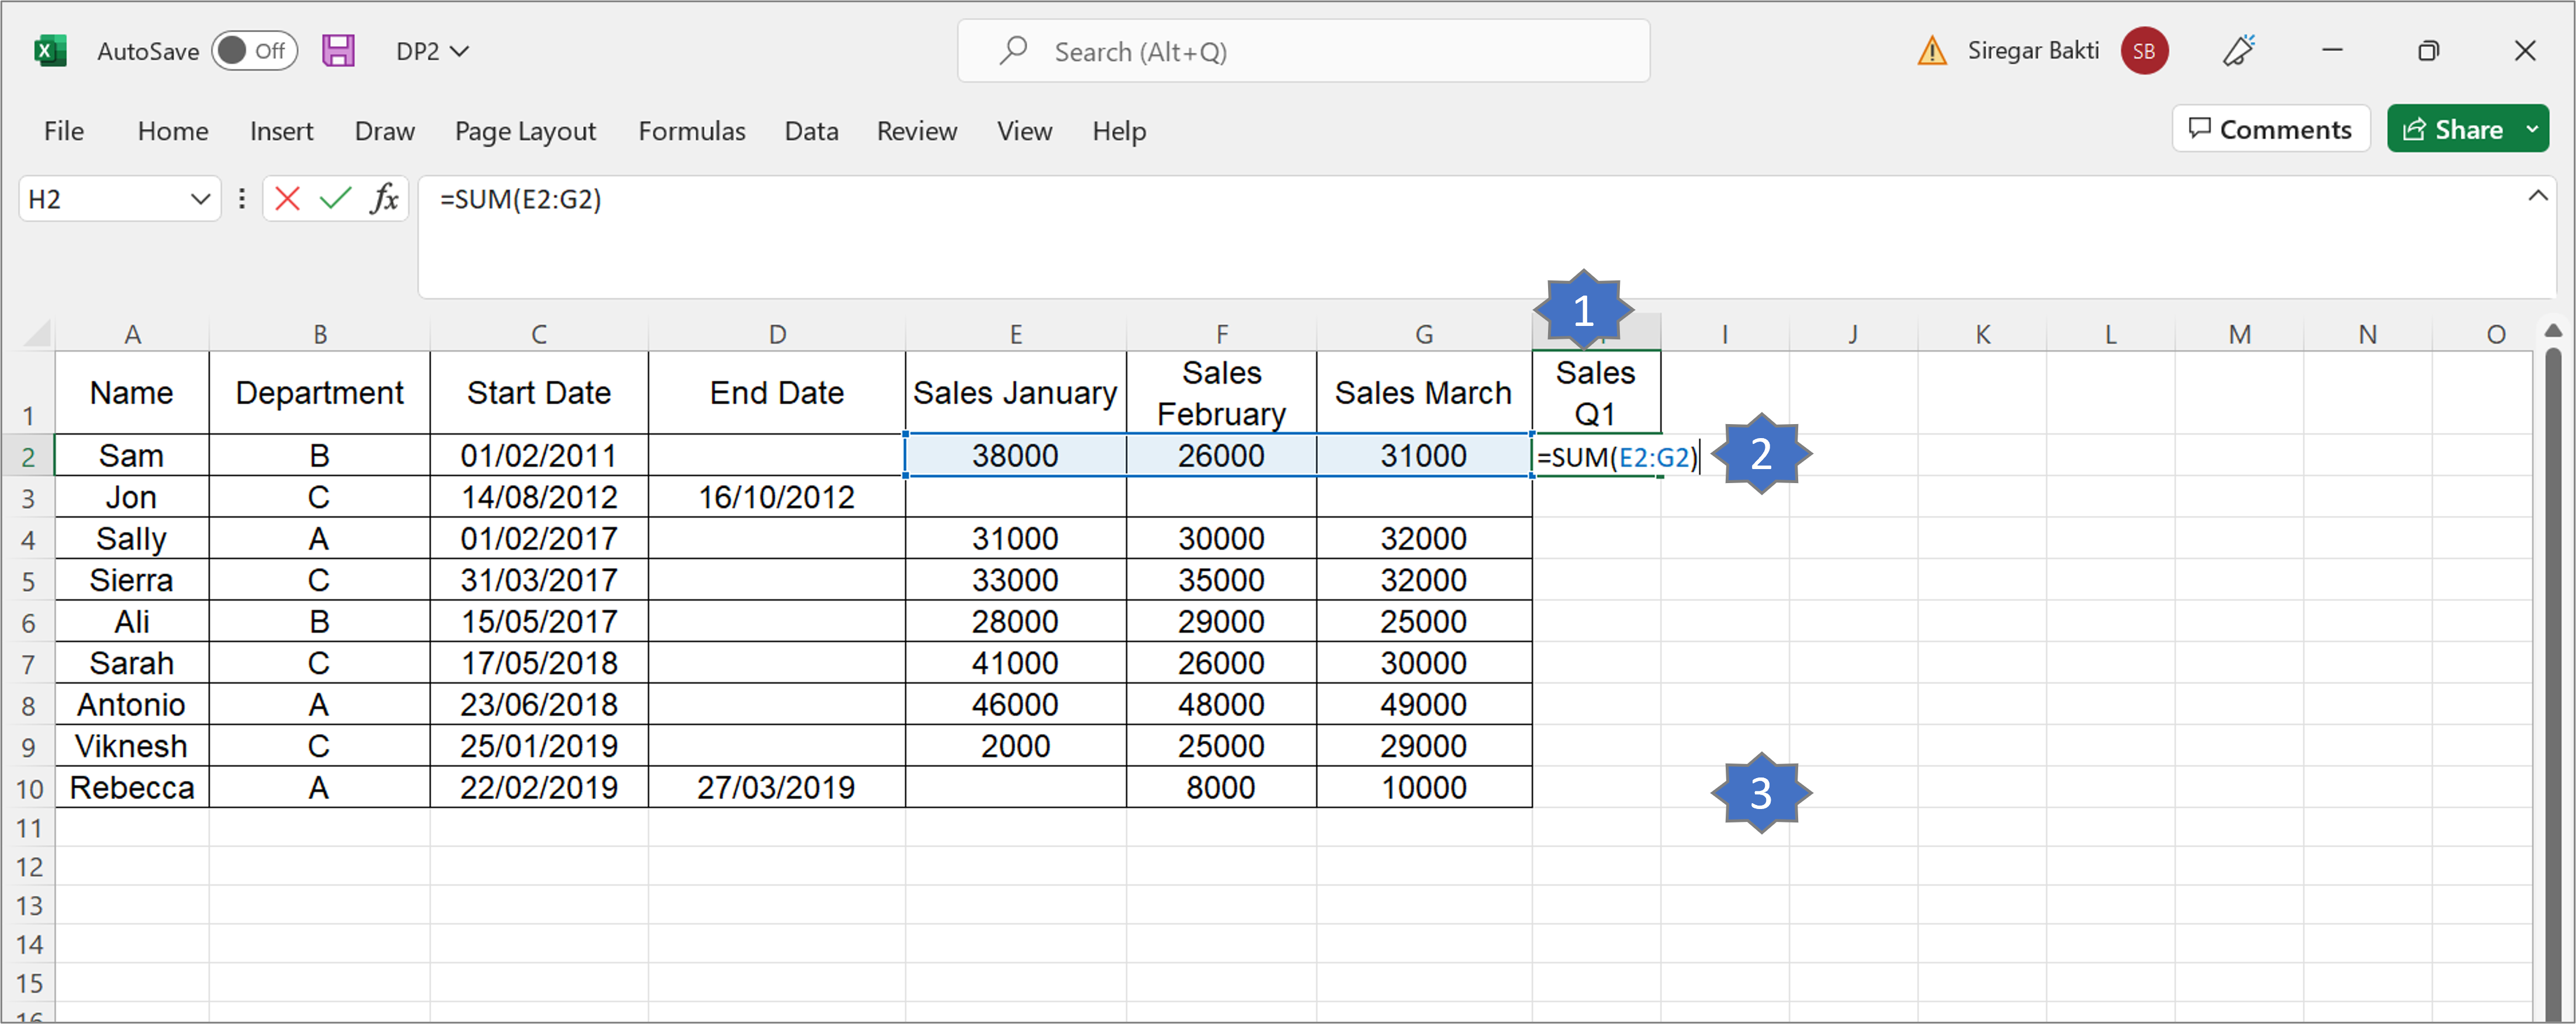 AutoSave Off DP2 Search (Alt+Q) Siregar Bakti SB
File Home Insert Draw Page Layout Formulas Data Review View Help Comments Share
H2 fx =SUM(E2:G2)
1
A B C D E F G I J K L M N O
1 Name Department Start Date End Date Sales January Sales February Sales March Sales Q1
2 Sam B 01/02/2011 38000 26000 31000 =SUM(E2:G2) 2
3 Jon C 14/08/2012 16/10/2012
4 Sally A 01/02/2017 31000 30000 32000
5 Sierra C 31/03/2017 33000 35000 32000
6 Ali B 15/05/2017 28000 29000 25000
7 Sarah C 17/05/2018 41000 26000 30000
8 Antonio A 23/06/2018 46000 48000 49000
9 Viknesh C 25/01/2019 2000 25000 29000
10 Rebecca A 22/02/2019 27/03/2019 8000 10000 3
11
12
13
14
15
16